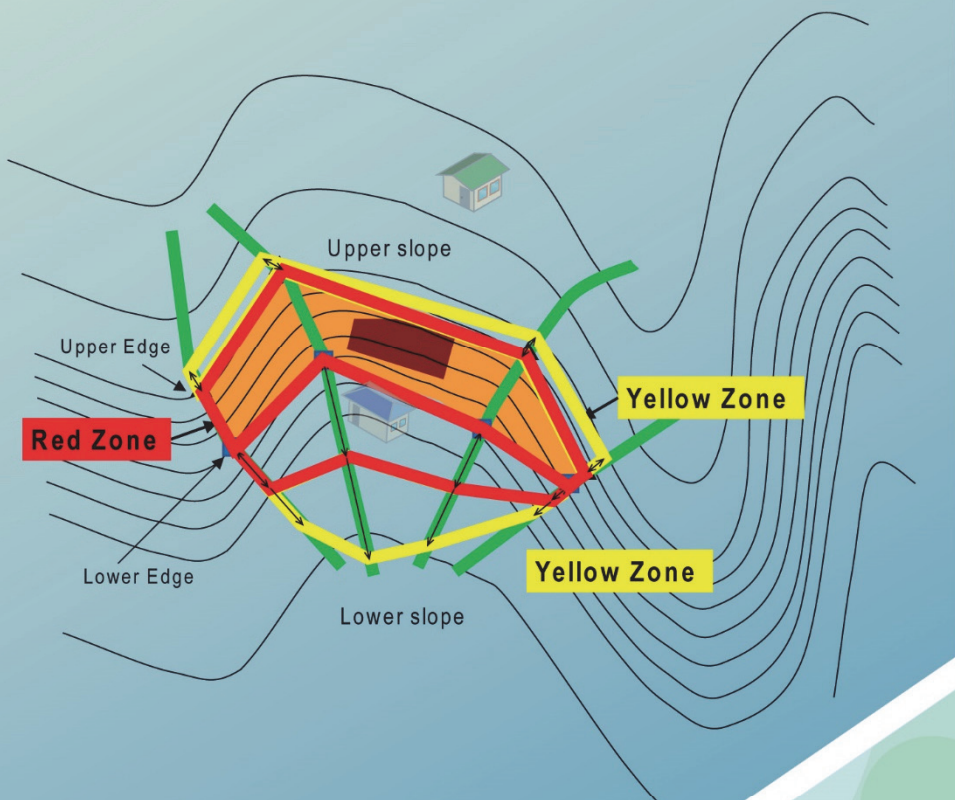 Upper slope
Upper Edge
Yellow Zone
Red Zone
Yellow Zone
Lower Edge
Lower slope